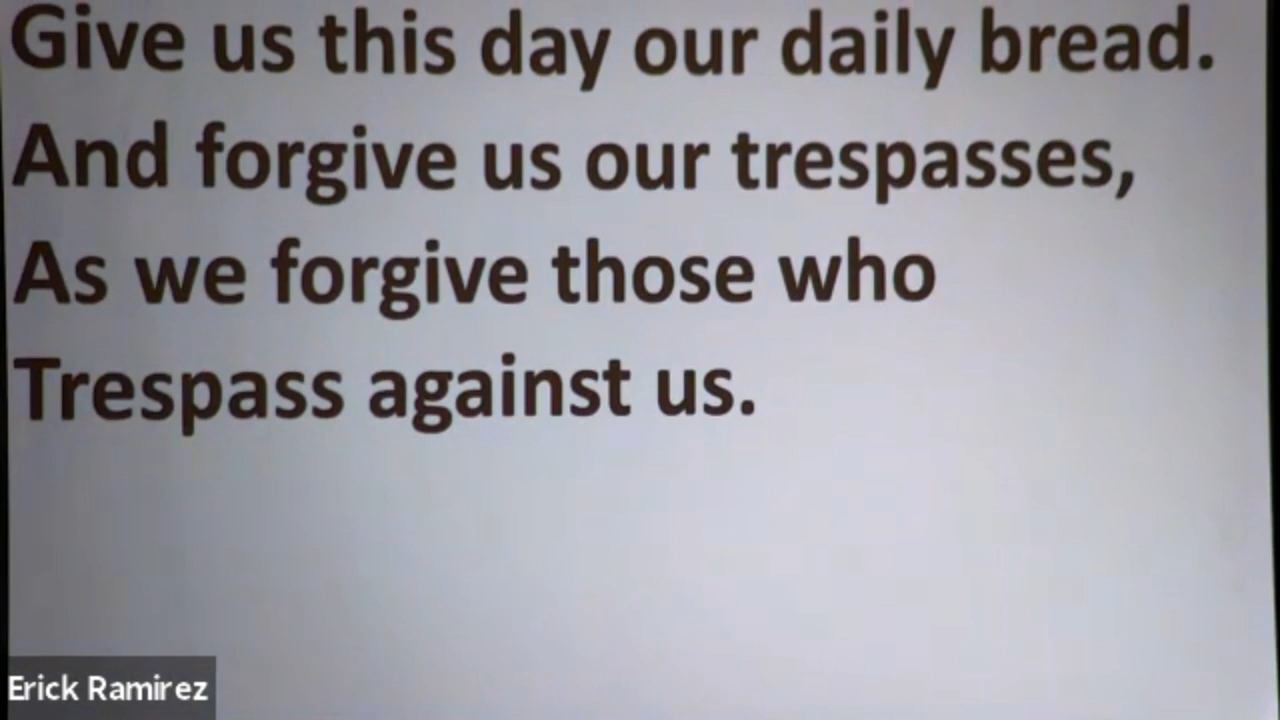 Give us this day our daily bread.
And forgive us our trespasses,
As we forgive those who
Trespass against us.
Erick Ramirez